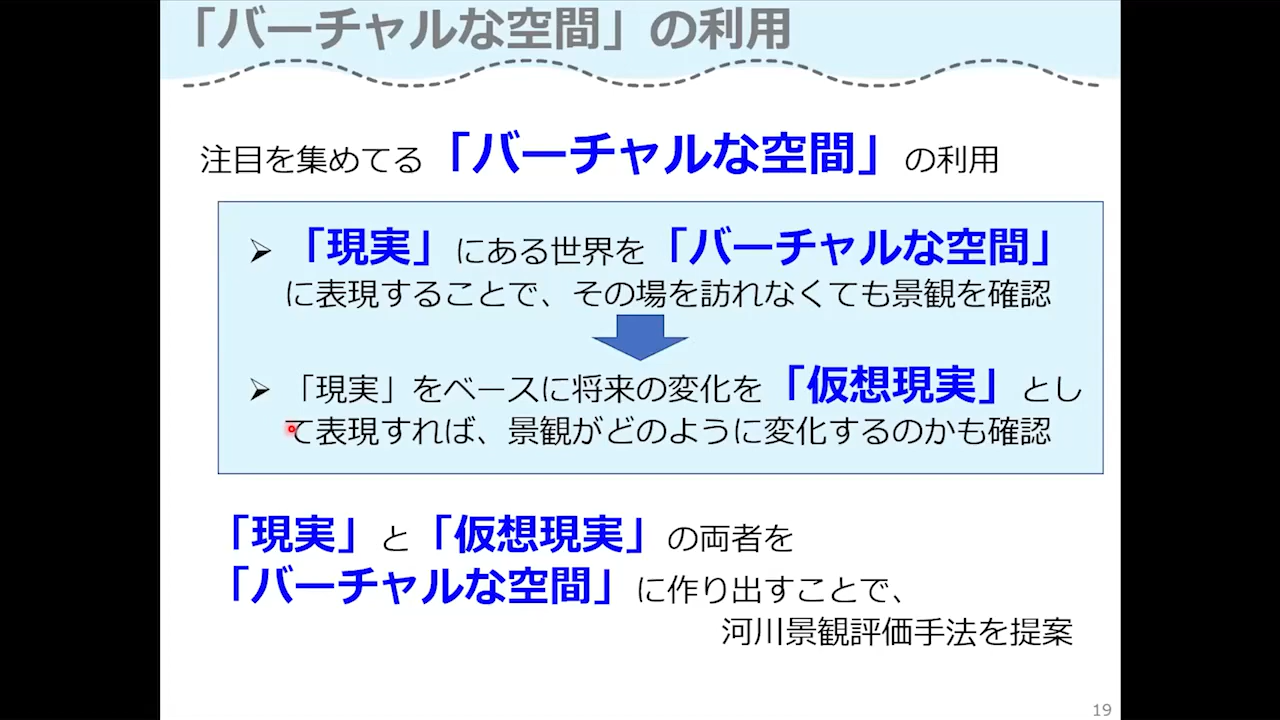 「バーチャルな空間」の利用
注目を集めてる「バーチャルな空間」の利用
➢ 「現実」にある世界を「バーチャルな空間」
に表現することで、その場を訪れなくても景観を確認
➢ 「現実」をベースに将来の変化を「仮想現実」とし
て表現すれば、景観がどのように変化するのかも確認
「現実」と「仮想現実」の両者を
「バーチャルな空間」に作り出すことで、
河川景観評価手法を提案
19